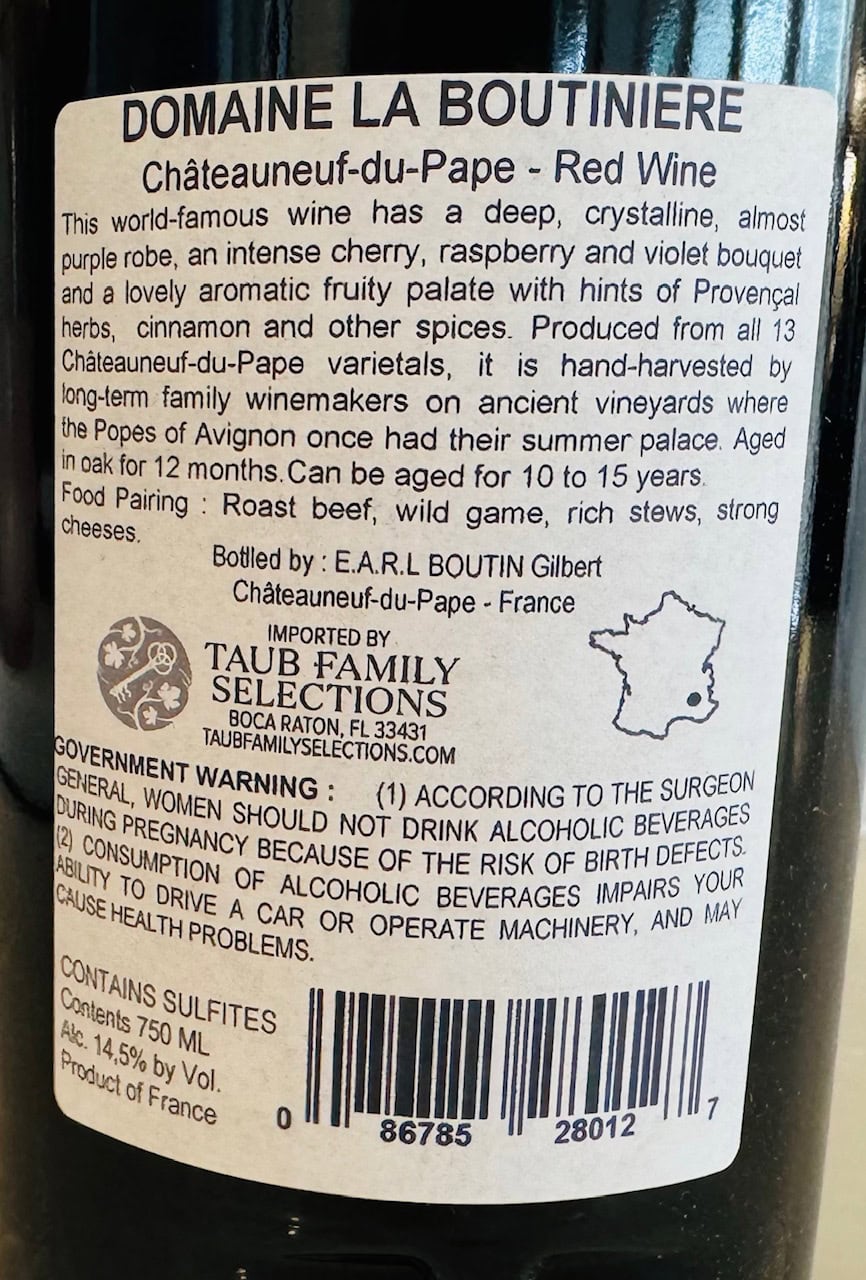 DOMAINE LA BOUTINIERE
Châteauneuf-du-Pape - Red Wine
This world-famous wine has a deep, crystalline, almost
purple robe, an intense cherry, raspberry and violet bouquet
and a lovely aromatic fruity palate with hints of Provençal
herbs, cinnamon and other spices. Produced from all 13
Châteauneuf-du-Pape varietals, it is hand-harvested by
long-term family winemakers on ancient vineyards where
the Popes of Avignon once had their summer palace. Aged
in oak for 12 months. Can be aged for 10 to 15 years.
Food Pairing : Roast beef, wild game, rich stews, strong
cheeses.
Botlled by : E.A.R.L BOUTIN Gilbert
Châteauneuf-du-Pape - France
IMPORTED BY
TAUB FAMILY
SELECTIONS
BOCA RATON, FL 33431
TAUBFAMILYSELECTIONS.COM
GOVERNMENT WARNING : (1) ACCORDING TO THE SURGEON
GENERAL, WOMEN SHOULD NOT DRINK ALCOHOLIC BEVERAGES
DURING PREGNANCY BECAUSE OF THE RISK OF BIRTH DEFECTS.
(2) CONSUMPTION OF ALCOHOLIC BEVERAGES IMPAIRS YOUR
ABILITY TO DRIVE A CAR OR OPERATE MACHINERY, AND MAY
CAUSE HEALTH PROBLEMS.
CONTAINS SULFITES
Contents 750 ML
Alc. 14,5% by Vol.
Product of France
0 86785 28012 7